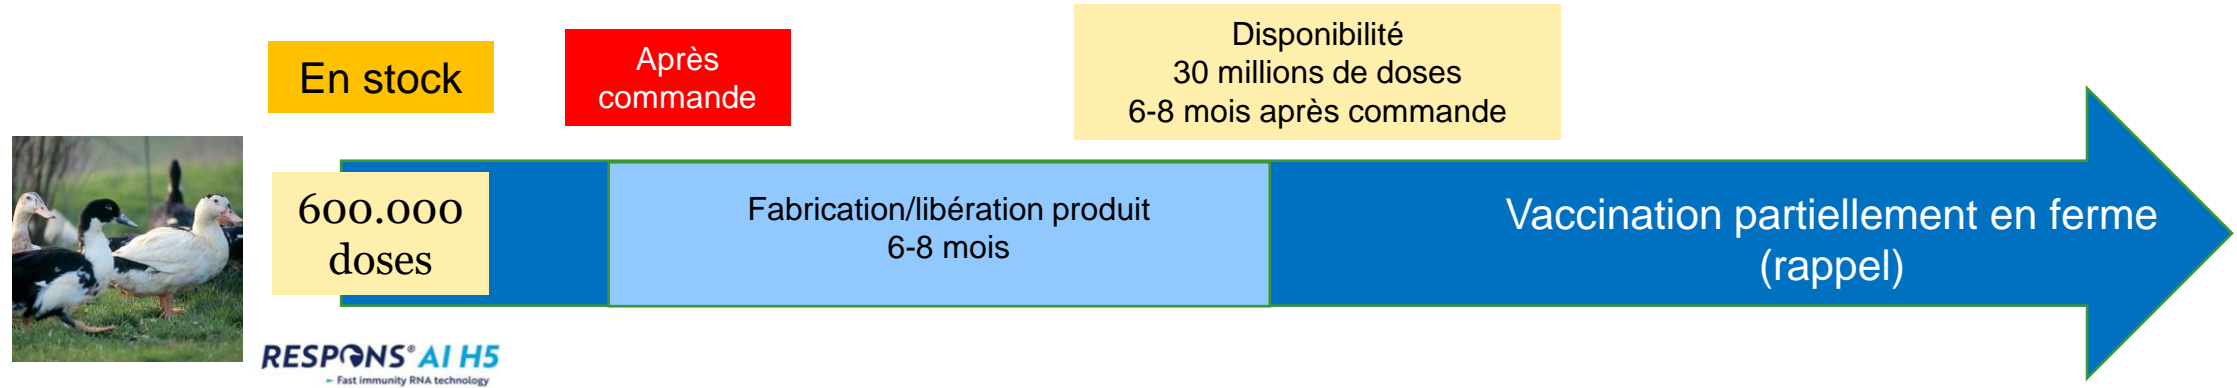 En stock
Après
commande
Disponibilité
30 millions de doses
6-8 mois après commande
600.000
doses
Fabrication/libération produit
6-8 mois
Vaccination partiellement en ferme
(rappel)
RESPONS® AI H5
– Fast immunity RNA technology